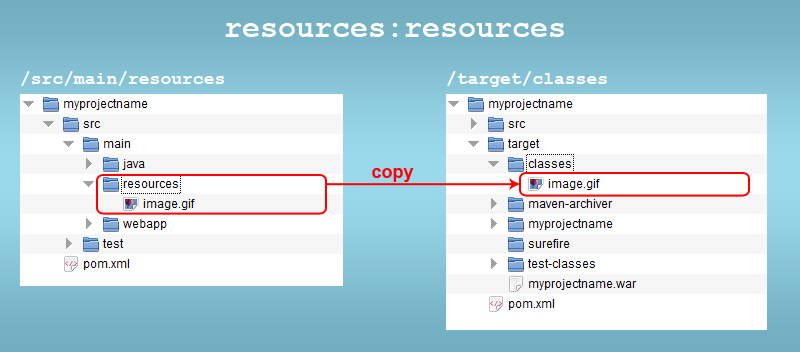 resources:resources
/src/main/resources
myprojectname
src
main
java
resources
image.gif
webapp
test
pom.xml
copy
/target/classes
myprojectname
src
target
classes
image.gif
maven-archiver
myprojectname
surefire
test-classes
myprojectname.war
pom.xml